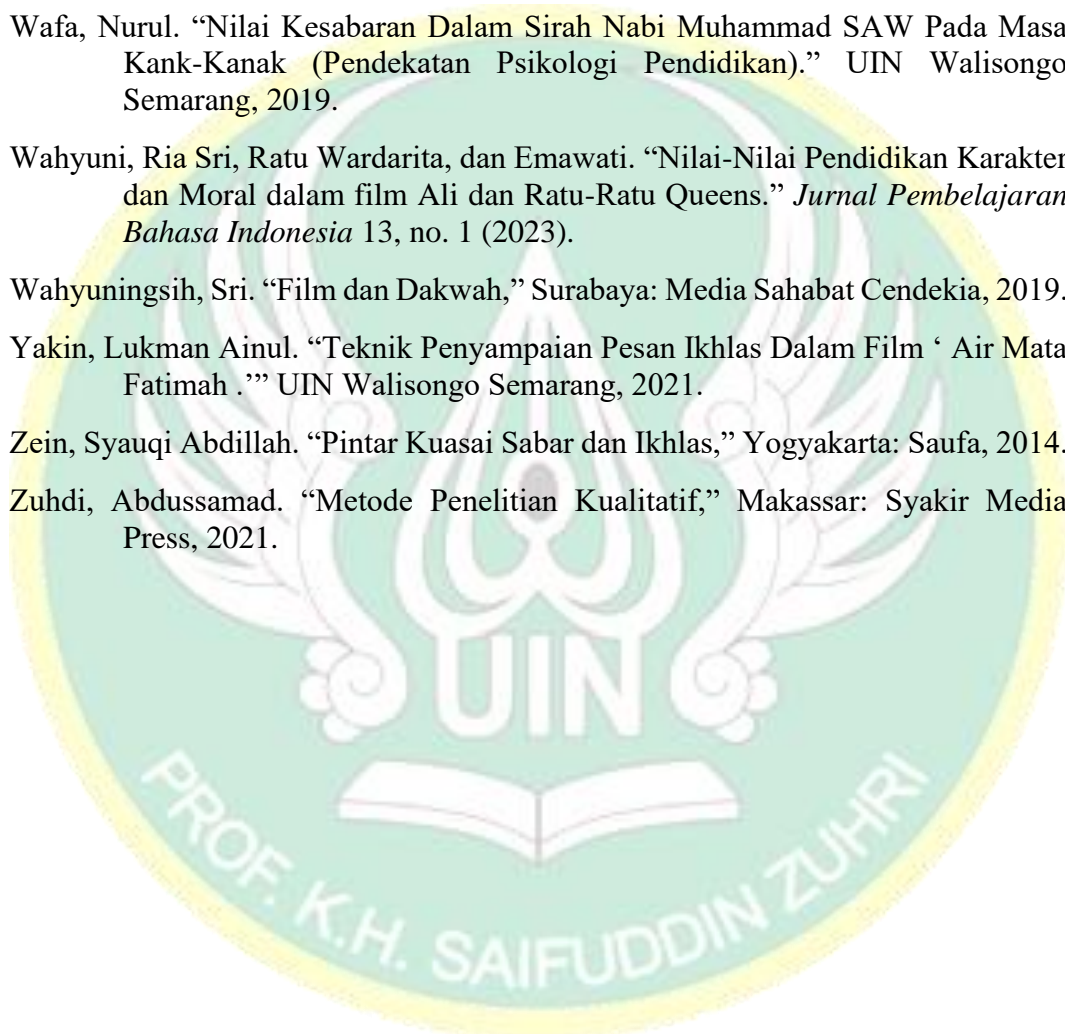 Wafa, Nurul. “Nilai Kesabaran Dalam Sirah Nabi Muhammad SAW Pada Masa
Kank-Kanak (Pendekatan Psikologi Pendidikan).” UIN Walisongo
Semarang, 2019.
Wahyuni, Ria Sri, Ratu Wardarita, dan Emawati. “Nilai-Nilai Pendidikan Karakter
dan Moral dalam film Ali dan Ratu-Ratu Queens.” Jurnal Pembelajaran
Bahasa Indonesia 13, no. 1 (2023).
Wahyuningsih, Sri. “Film dan Dakwah,” Surabaya: Media Sahabat Cendekia, 2019.
Yakin, Lukman Ainul. “Teknik Penyampaian Pesan Ikhlas Dalam Film ‘ Air Mata
Fatimah .’” UIN Walisongo Semarang, 2021.
Zein, Syauqi Abdillah. “Pintar Kuasai Sabar dan Ikhlas,” Yogyakarta: Saufa, 2014.
Zuhdi, Abdussamad. “Metode Penelitian Kualitatif,” Makassar: Syakir Media
Press, 2021.
UIN
PROF. K.H. SAIFUDDIN ZUHRI